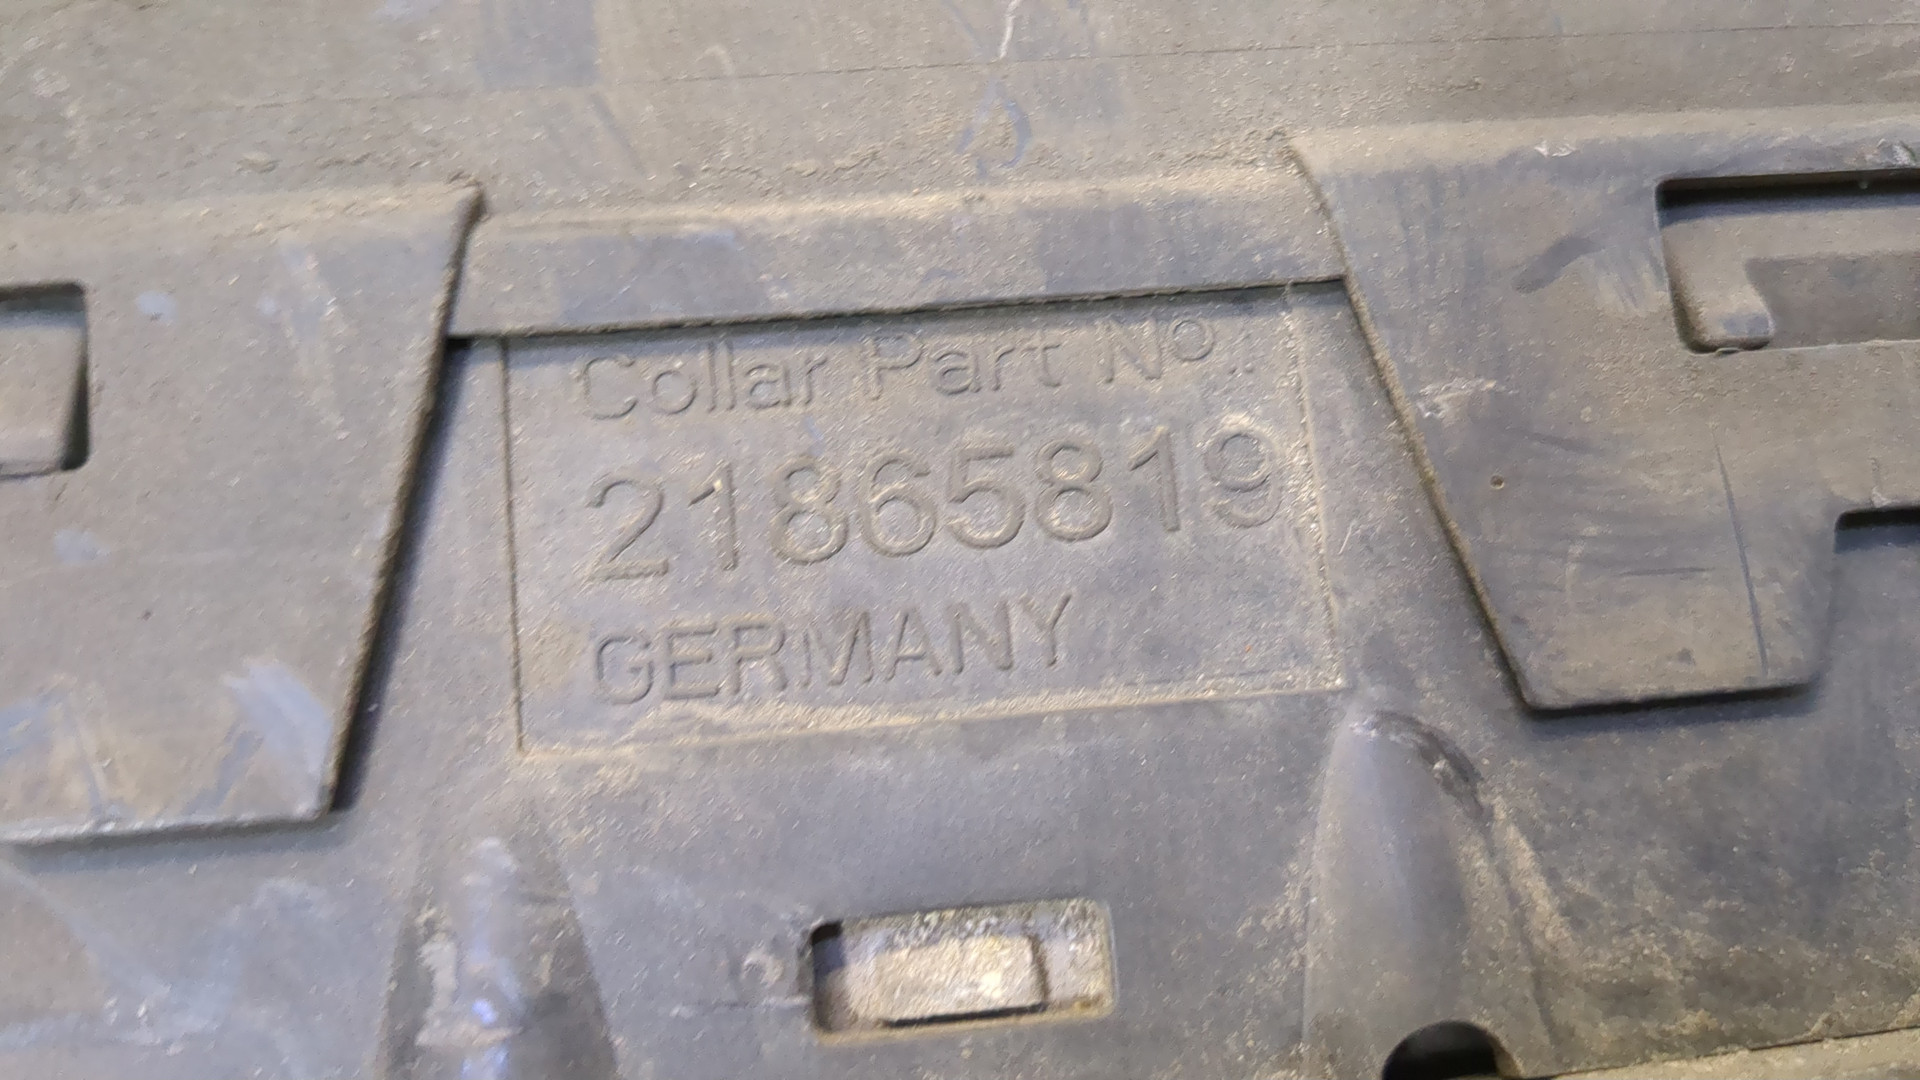 Collar Part No.:
21865819
GERMANY